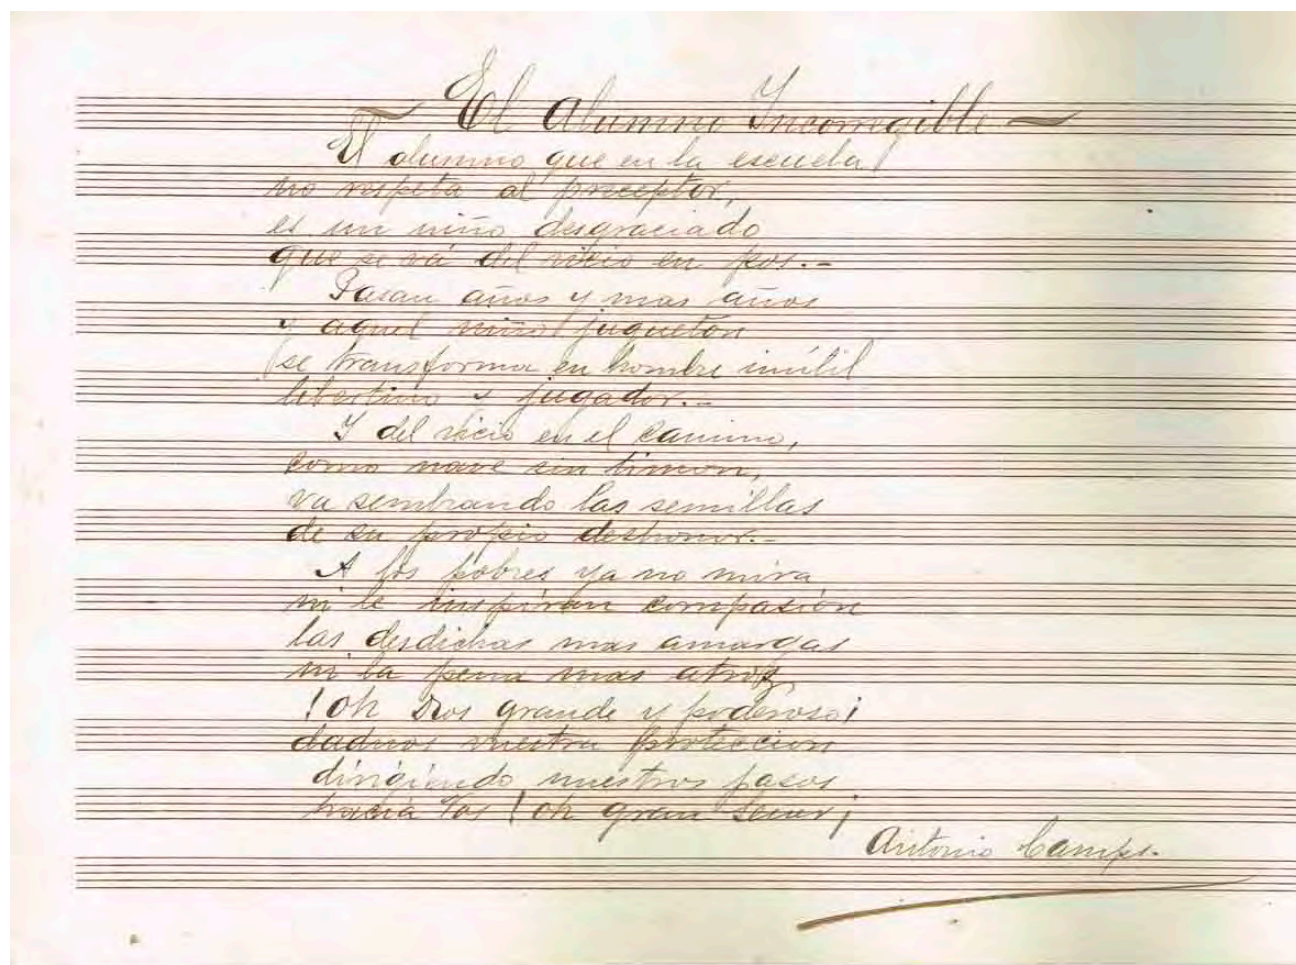 El Alumno Incorregible
El alumno que en la escuela
no respeta al preceptor,
es un niño desgraciado
que se vá del vicio en pos.-
Pasan años y mas años
y aquel niño juguetón
se transforma en hombre inútil
libertino y jugador.-
Y del vicio en el camino,
como nave sin timon,
va sembrando las semillas
de su propio deshonor.-
A los pobres ya no mira
ni le inspiran compasión
las desdichas mas amargas
ni la pena mas atroz,
!oh Dios grande y poderoso¡
dadnos vuestra protección
dirigiendo nuestros pasos
hacia Vos !oh gran Señor¡
Antonio Camps.